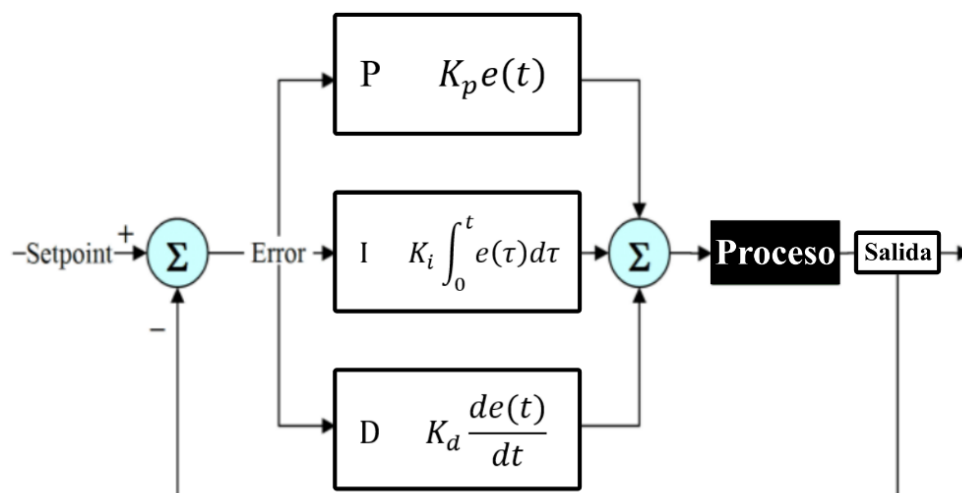 P K_p e(t)
–Setpoint
+
Σ
Error
I K_i ∫_0^t e(τ)dτ
Σ
Proceso
Salida
−
D K_d de(t)/dt